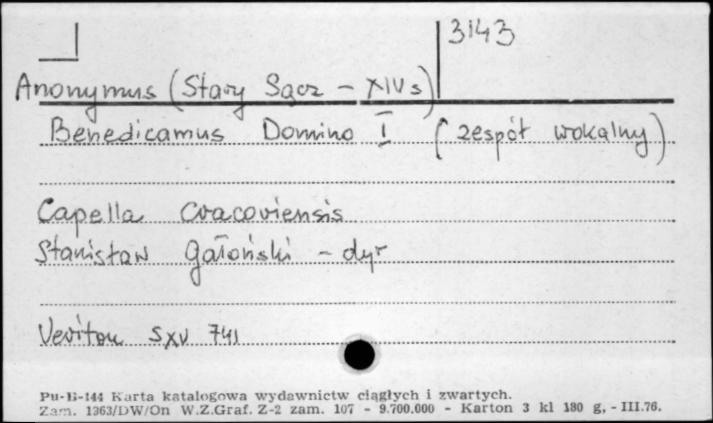 3143
Anonymus (Stary Sącz - XIV s)
Benedicamus Domino I (zespół wokalny)
Capella Cracoviensis
Stanisław Gałoński - dyr
Veriton SXV 741
Pu-B-144 Karta katalogowa wydawnictw ciągłych i zwartych.
Zam. 1363/DW/On W.Z.Graf. Z-2 zam. 107 - 9.700.000 - Karton 3 kl 180 g, - III.76.